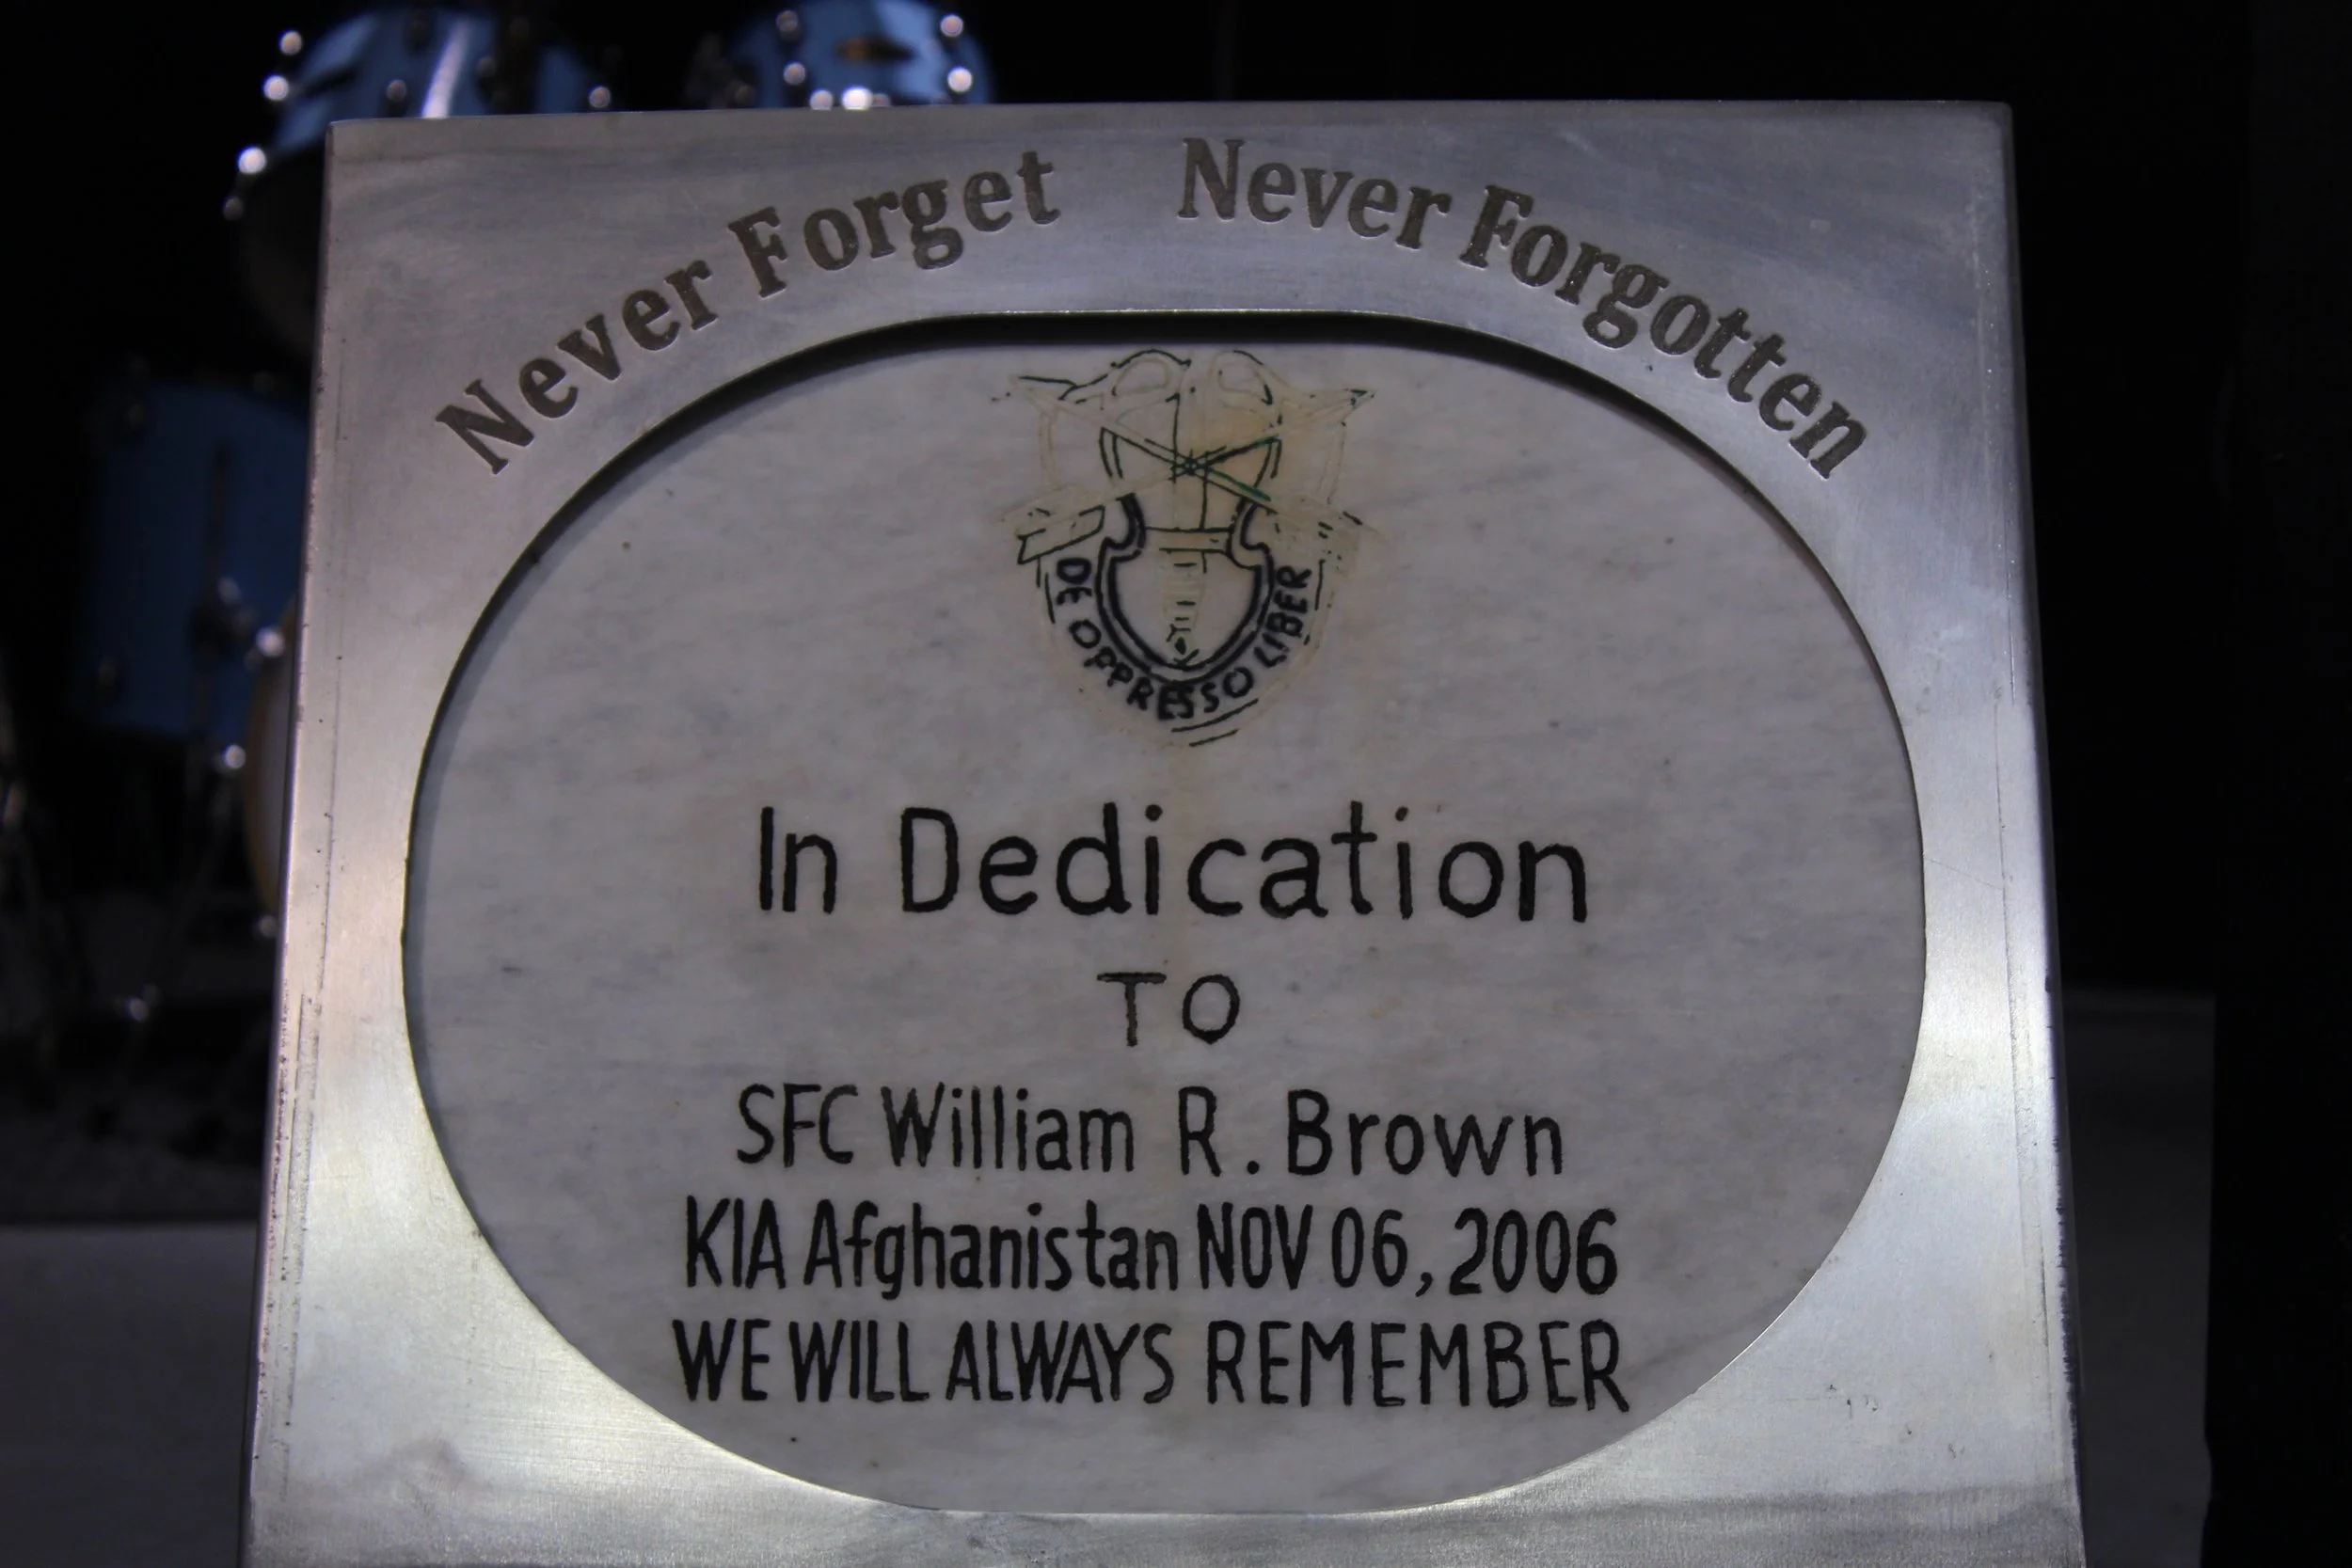 Never Forget Never Forgotten
DE OPPRESSO LIBER
In Dedication
TO
SFC William R. Brown
KIA Afghanistan NOV 06, 2006
WE WILL ALWAYS REMEMBER